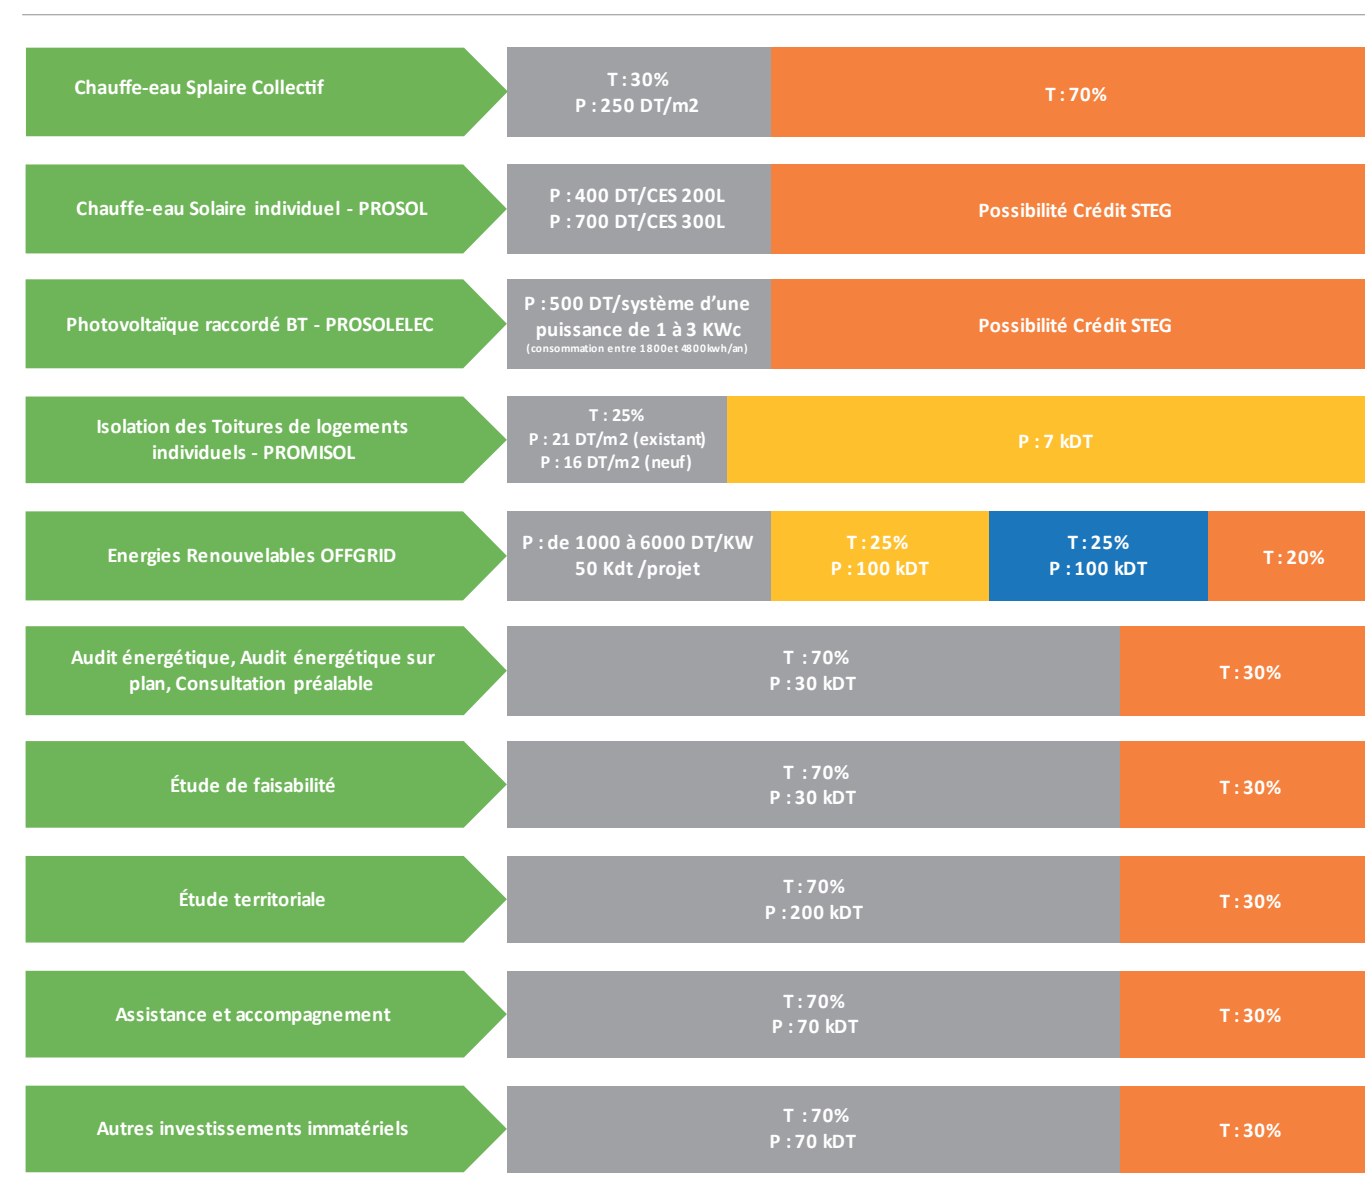 Chauffe-eau Splaire Collectif
T : 30%
P : 250 DT/m2
T : 70%
Chauffe-eau Solaire individuel - PROSOL
P : 400 DT/CES 200L
P : 700 DT/CES 300L
Possibilité Crédit STEG
Photovoltaïque raccordé BT - PROSOLELEC
P : 500 DT/système d'une
puissance de 1 à 3 KWc
(consommation entre 1800et 4800kwh/an)
Possibilité Crédit STEG
Isolation des Toitures de logements
individuels - PROMISOL
T : 25%
P : 21 DT/m2 (existant)
P : 16 DT/m2 (neuf)
P : 7 kDT
Energies Renouvelables OFFGRID
P : de 1000 à 6000 DT/KW
50 Kdt /projet
T : 25%
P : 100 kDT
T : 25%
P : 100 kDT
T : 20%
Audit énergétique, Audit énergétique sur
plan, Consultation préalable
T : 70%
P : 30 kDT
T : 30%
Étude de faisabilité
T : 70%
P : 30 kDT
T : 30%
Étude territoriale
T : 70%
P : 200 kDT
T : 30%
Assistance et accompagnement
T : 70%
P : 70 kDT
T : 30%
Autres investissements immatériels
T : 70%
P : 70 kDT
T : 30%